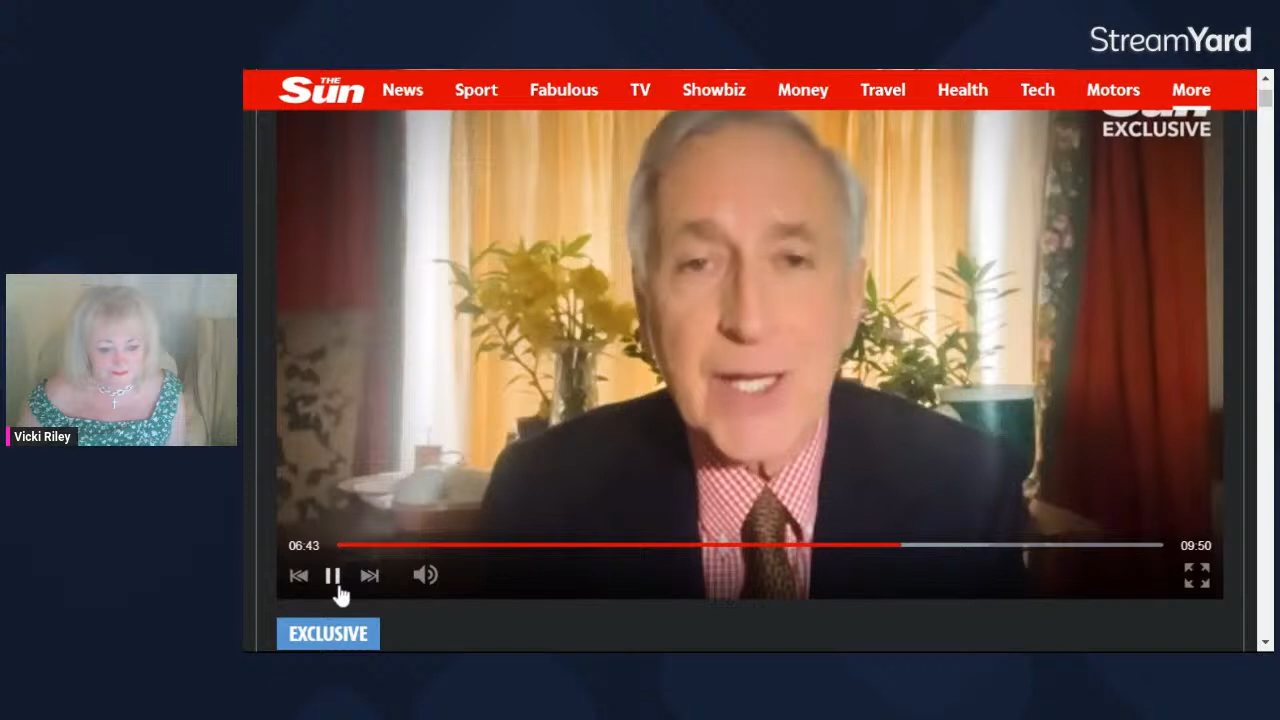 StreamYard
THE Sun News Sport Fabulous TV Showbiz Money Travel Health Tech Motors More
EXCLUSIVE
Vicki Riley
06:43 09:50
EXCLUSIVE